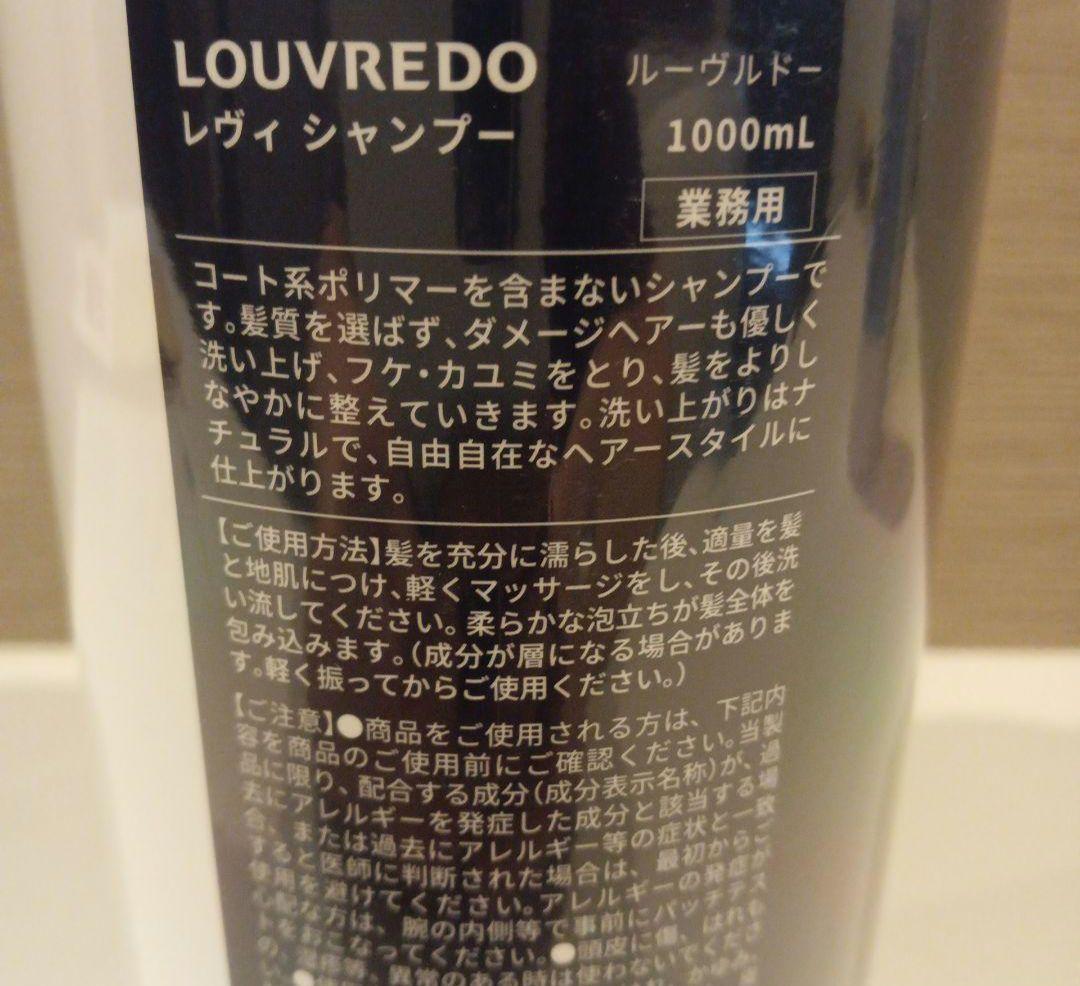 LOUVREDO ルーヴルドー
レヴィ シャンプー 1000mL
業務用
コート系ポリマーを含まないシャンプーで
す。髪質を選ばず、ダメージヘアーも優しく
洗い上げ、フケ・カユミをとり、髪をよりし
なやかに整えていきます。洗い上がりはナ
チュラルで、自由自在なヘアースタイルに
仕上がります。
【ご使用方法】髪を充分に濡らした後、適量を髪
と地肌につけ、軽くマッサージをし、その後洗
い流してください。柔らかな泡立ちが髪全体を
包み込みます。(成分が層になる場合がありま
す。軽く振ってからご使用ください。)
【ご注意】●商品をご使用される方は、下記内
容を商品のご使用前にご確認ください。当製
品に限り、配合する成分(成分表示名称)が、過
去にアレルギーを発症した成分と該当する場
合、または過去にアレルギー等の症状と一致
すると医師に判断された場合は、最初からご
使用を避けてください。アレルギーの発症が
心配な方は、腕の内側等で事前にパッチテス
トをおこなってください。●頭皮に傷、はれも
の、湿疹等、異常のある時は使わないでくださ